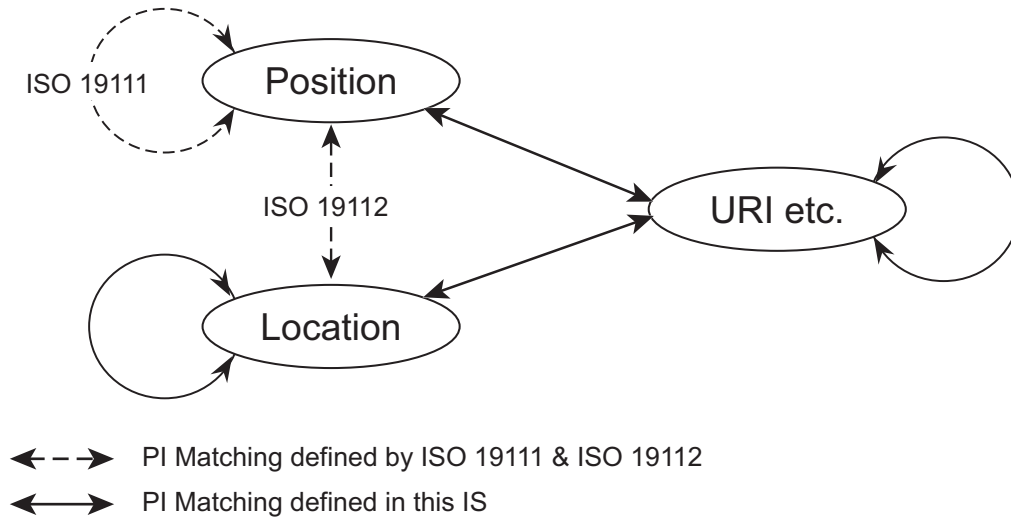 Position
ISO 19111
ISO 19112
URI etc.
Location
PI Matching defined by ISO 19111 & ISO 19112
PI Matching defined in this IS